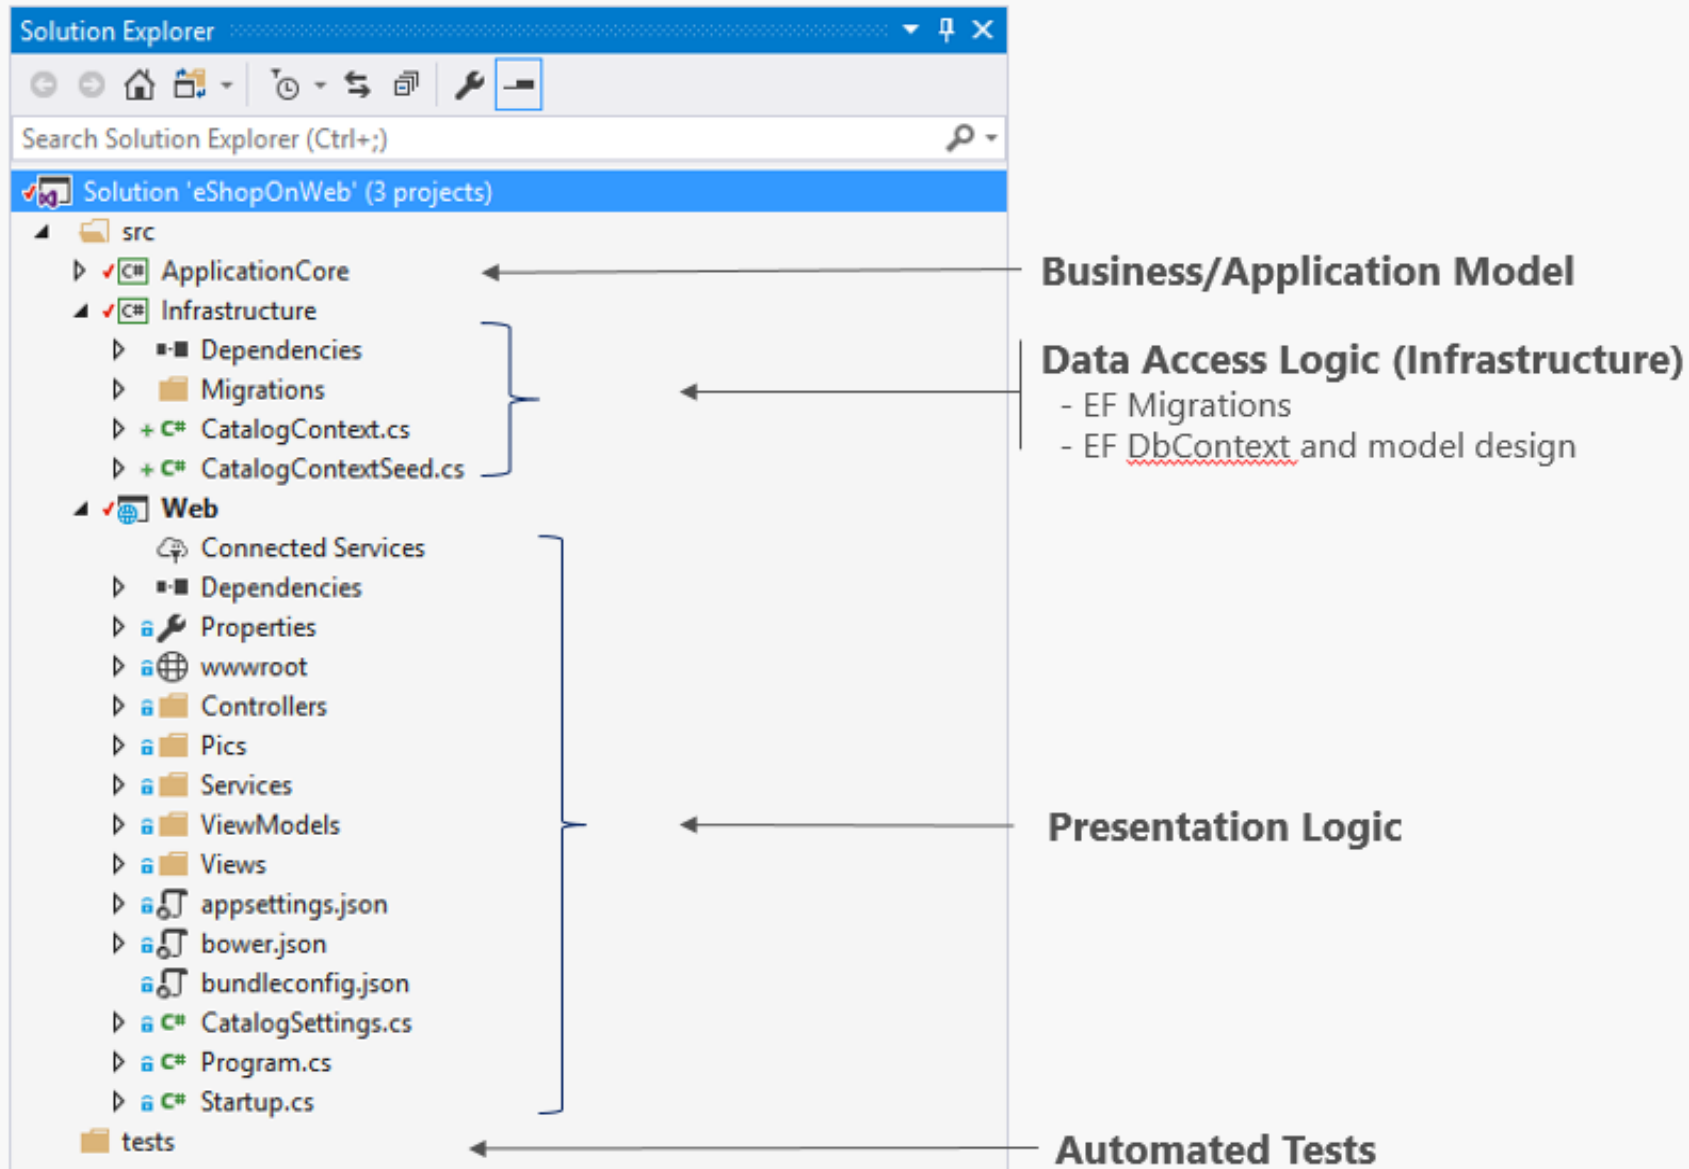 Solution Explorer
Search Solution Explorer (Ctrl+;)
Solution 'eShopOnWeb' (3 projects)
src
C# ApplicationCore
C# Infrastructure
Dependencies
Migrations
+ C# CatalogContext.cs
+ C# CatalogContextSeed.cs
Web
Connected Services
Dependencies
Properties
wwwroot
Controllers
Pics
Services
ViewModels
Views
appsettings.json
bower.json
bundleconfig.json
C# CatalogSettings.cs
C# Program.cs
C# Startup.cs
tests
Business/Application Model
Data Access Logic (Infrastructure)
- EF Migrations
- EF DbContext and model design
Presentation Logic
Automated Tests